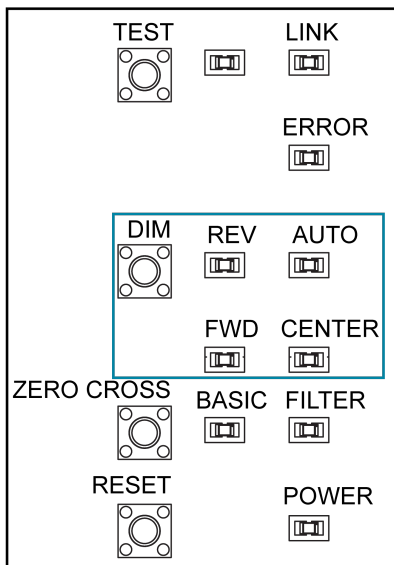 TEST LINK
ERROR
DIM REV AUTO
FWD CENTER
ZERO CROSS BASIC FILTER
RESET POWER